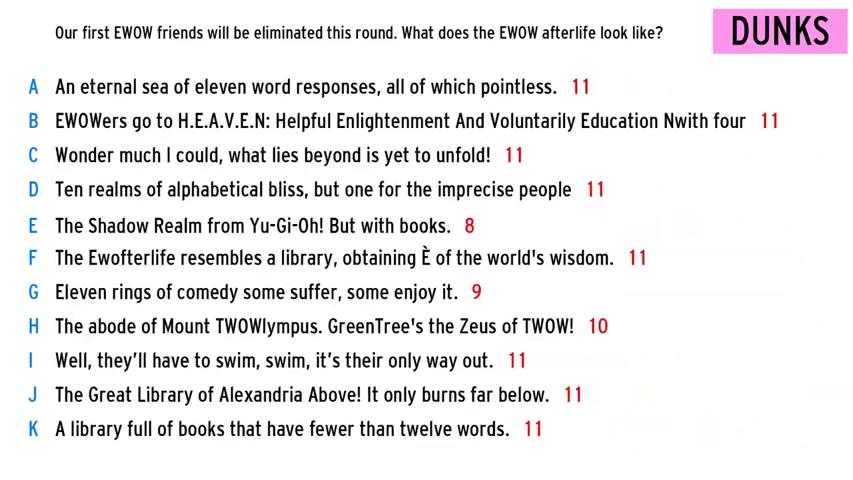 Our first EWOW friends will be eliminated this round. What does the EWOW afterlife look like?
DUNKS
A An eternal sea of eleven word responses, all of which pointless. 11
B EWOWers go to H.E.A.V.E.N: Helpful Enlightenment And Voluntarily Education Nwith four 11
C Wonder much I could, what lies beyond is yet to unfold! 11
D Ten realms of alphabetical bliss, but one for the imprecise people 11
E The Shadow Realm from Yu-Gi-Oh! But with books. 8
F The Ewofterlife resembles a library, obtaining È of the world's wisdom. 11
G Eleven rings of comedy some suffer, some enjoy it. 9
H The abode of Mount TWOWlympus. GreenTree's the Zeus of TWOW! 10
I Well, they’ll have to swim, swim, it’s their only way out. 11
J The Great Library of Alexandria Above! It only burns far below. 11
K A library full of books that have fewer than twelve words. 11